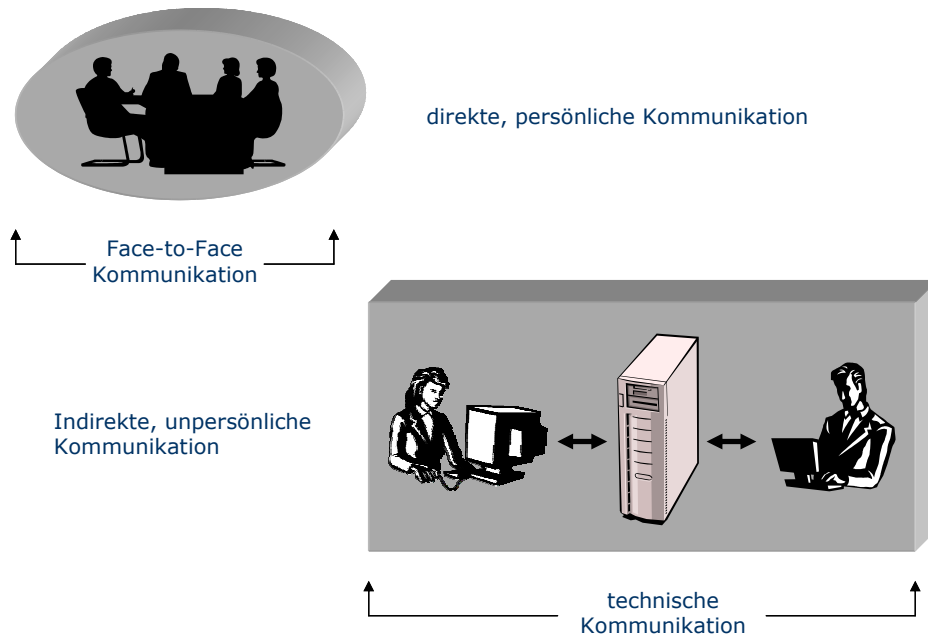 direkte, persönliche Kommunikation
Face-to-Face
Kommunikation
Indirekte, unpersönliche
Kommunikation
technische
Kommunikation